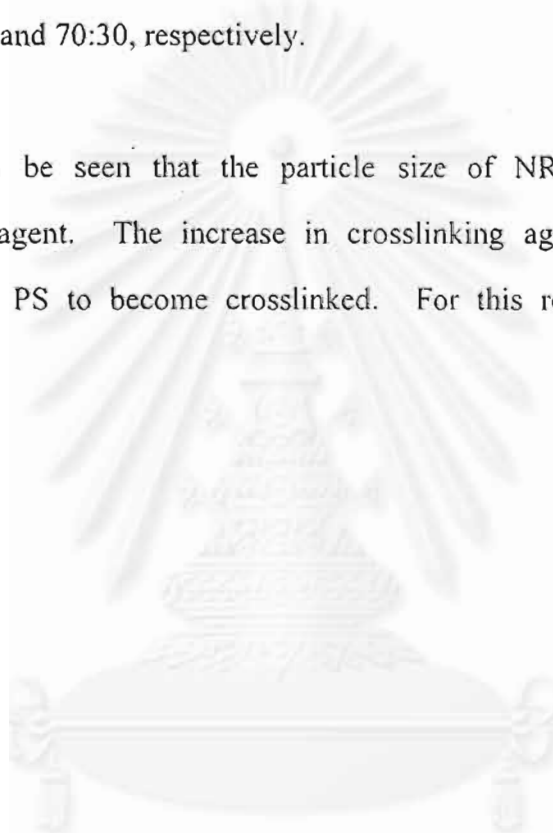 and 70:30, respectively.
be seen that the particle size of NR
agent. The increase in crosslinking ag
PS to become crosslinked. For this r